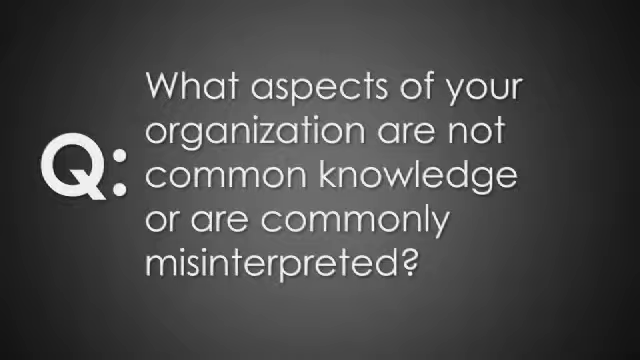 Q:
What aspects of your
organization are not
common knowledge
or are commonly
misinterpreted?